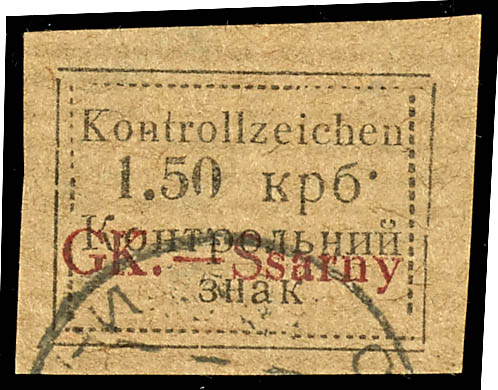 Kontrollzeichen
1.50 крб.
Контрольний
GK. — Ssarny
знак